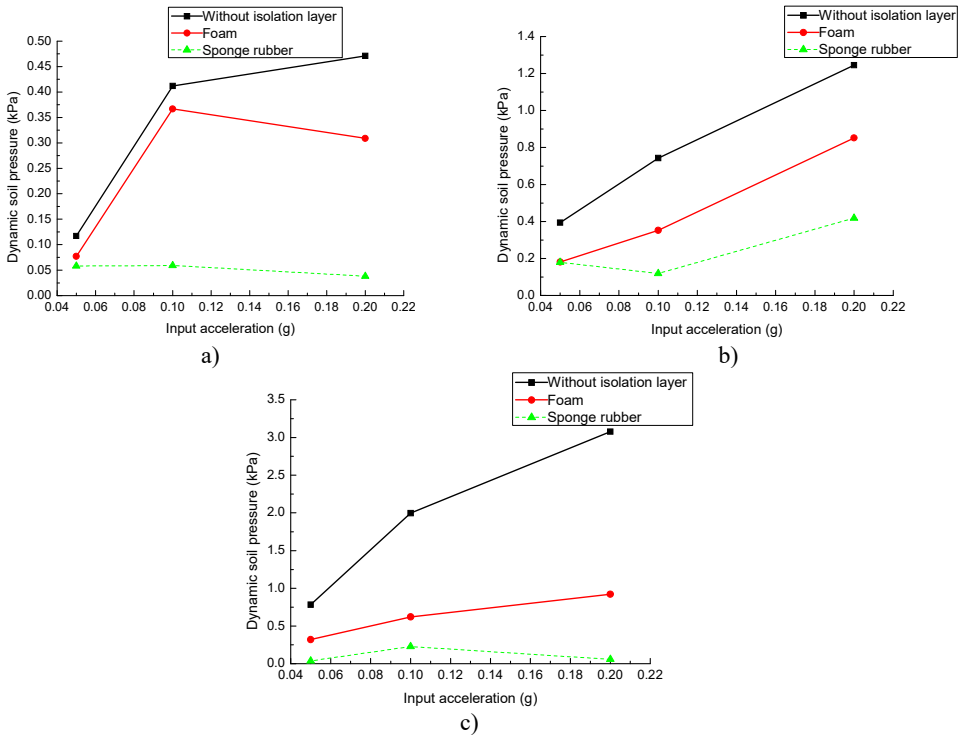 Without isolation layer
Foam
Sponge rubber
0.50
0.45
0.40
0.35
0.30
0.25
0.20
0.15
0.10
0.05
0.00
Dynamic soil pressure (kPa)
0.04 0.06 0.08 0.10 0.12 0.14 0.16 0.18 0.20 0.22
Input acceleration (g)
a)
Without isolation layer
Foam
Sponge rubber
1.4
1.2
1.0
0.8
0.6
0.4
0.2
0.0
Dynamic soil pressure (kPa)
0.04 0.06 0.08 0.10 0.12 0.14 0.16 0.18 0.20 0.22
Input acceleration (g)
b)
Without isolation layer
Foam
Sponge rubber
3.5
3.0
2.5
2.0
1.5
1.0
0.5
0.0
Dynamic soil pressure (kPa)
0.04 0.06 0.08 0.10 0.12 0.14 0.16 0.18 0.20 0.22
Input acceleration (g)
c)